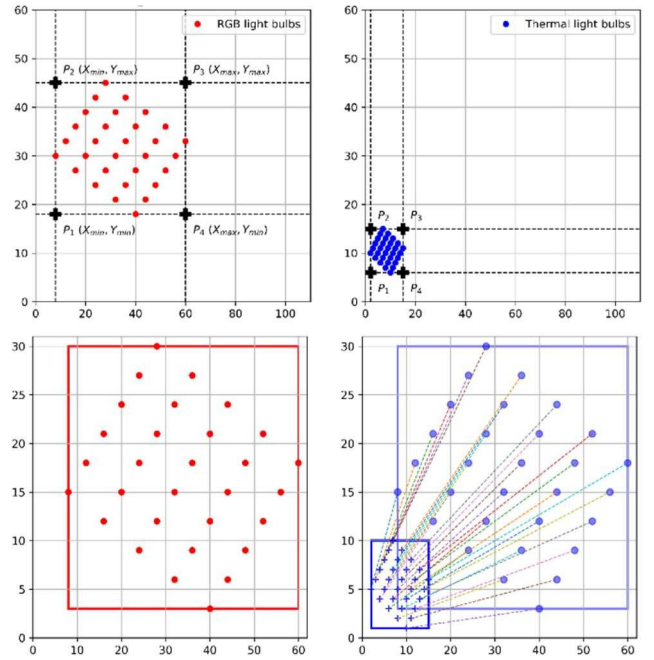 60
50
40
30
20
10
0
0 20 40 60 80 100
RGB light bulbs
P2 (Xmin, Ymax)
P3 (Xmax, Ymax)
P1 (Xmin, Ymin)
P4 (Xmax, Ymin)
60
50
40
30
20
10
0
0 20 40 60 80 100
Thermal light bulbs
P2 P3
P1 P4
30
25
20
15
10
5
0
0 10 20 30 40 50 60
30
25
20
15
10
5
0
0 10 20 30 40 50 60